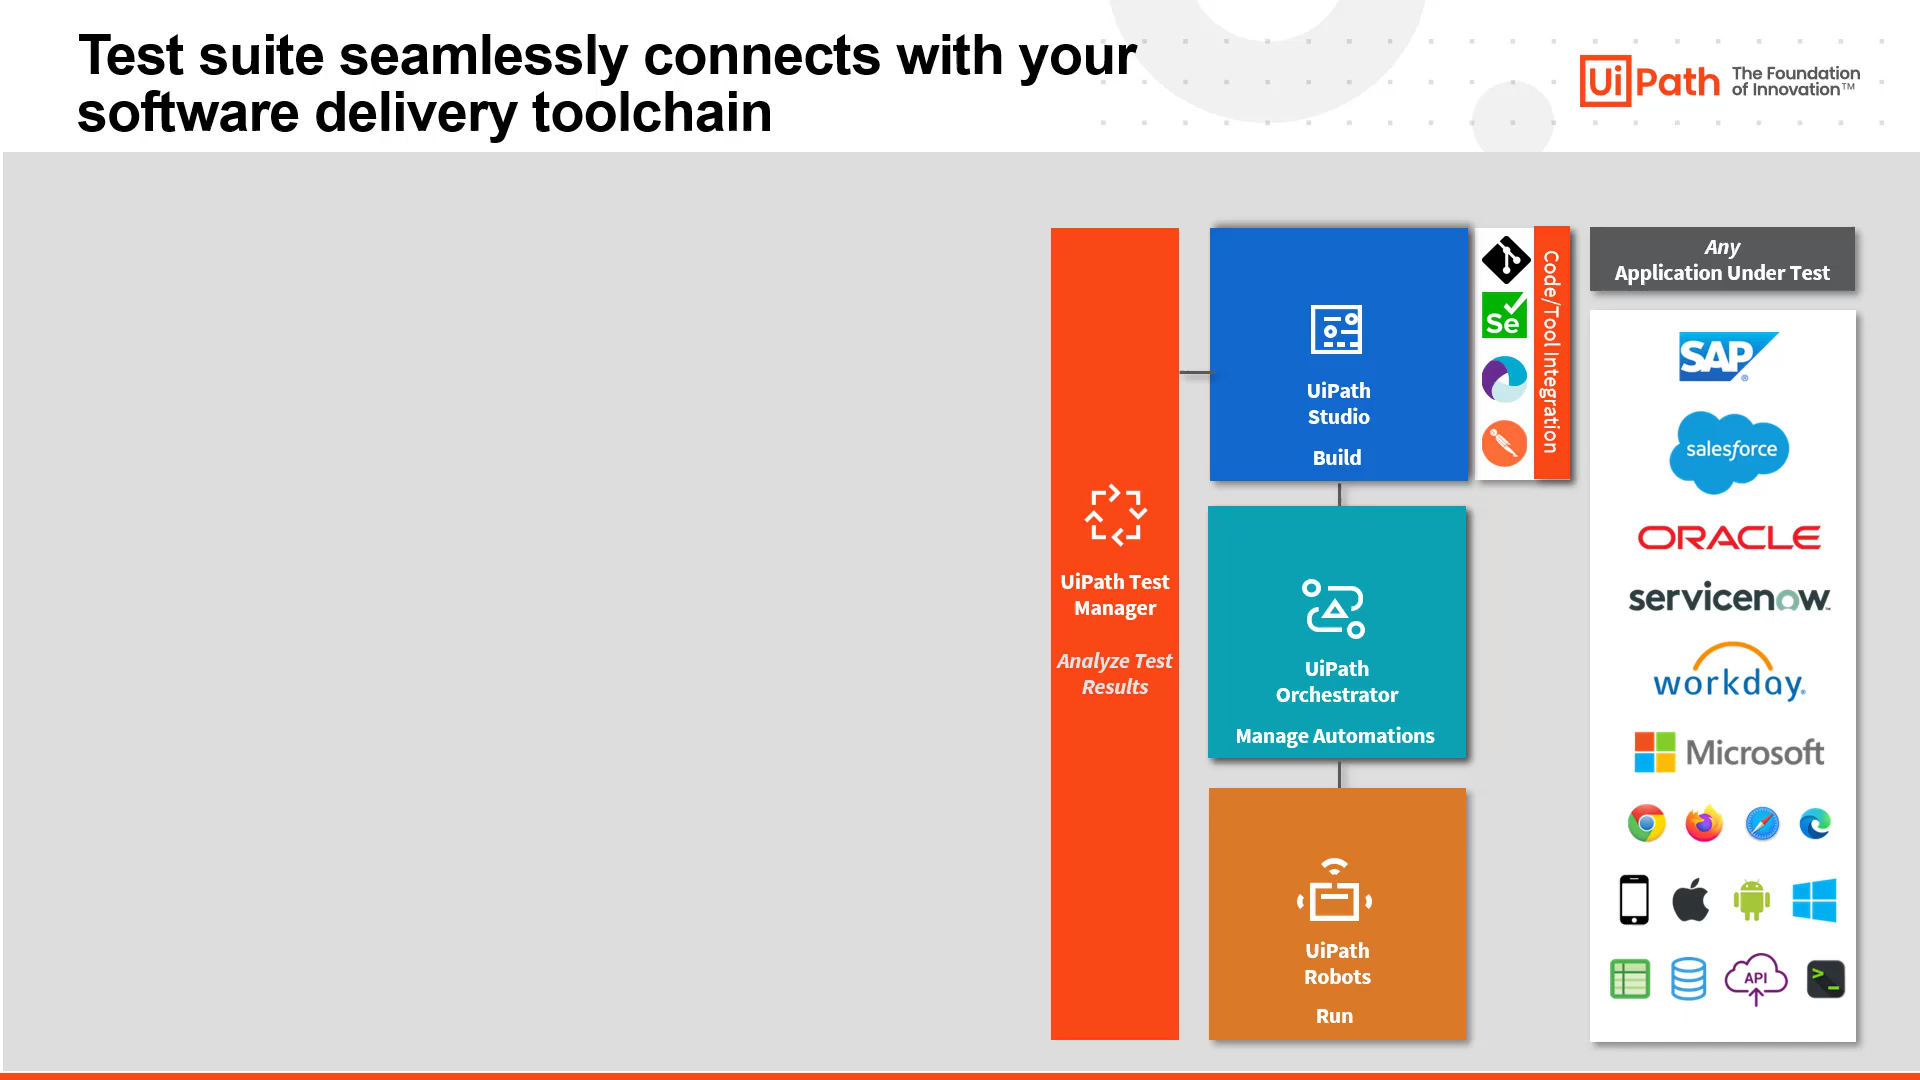 Test suite seamlessly connects with your
software delivery toolchain
UiPath
The Foundation
of Innovation™
UiPath Test
Manager
Analyze Test
Results
UiPath
Studio
Build
Se
Code/Tool Integration
UiPath
Orchestrator
Manage Automations
UiPath
Robots
Run
Any
Application Under Test
SAP®
salesforce
ORACLE
servicenow™
workday®
Microsoft
API
>_